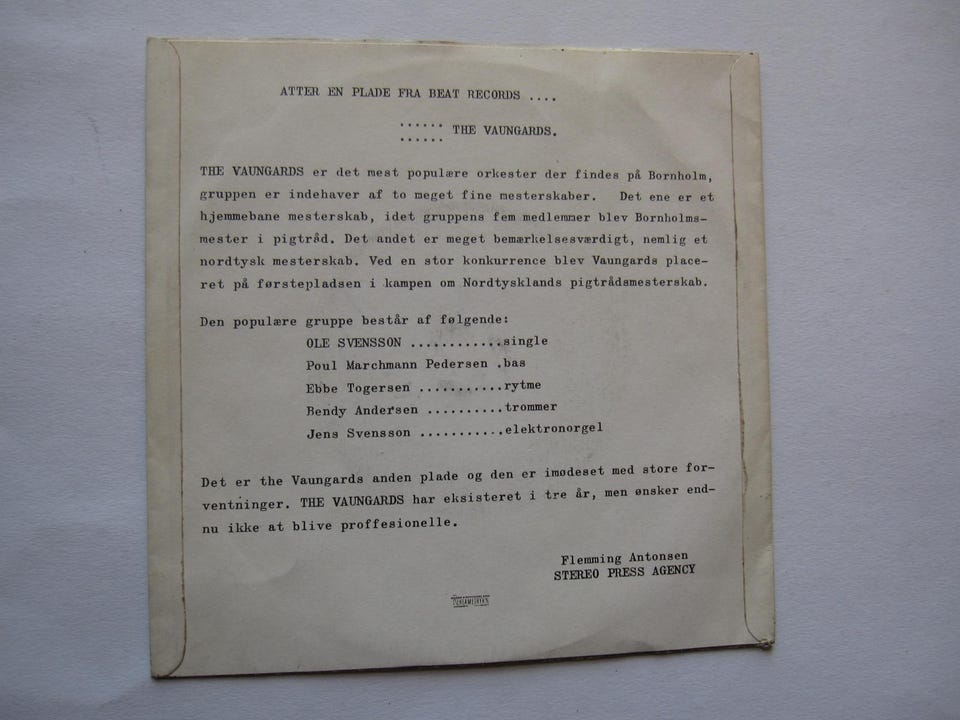 ATTER EN PLADE FRA BEAT RECORDS ....
...... THE VAUNGARDS.
......
THE VAUNGARDS er det mest populære orkester der findes på Bornholm,
gruppen er indehaver af to meget fine mesterskaber. Det ene er et
hjemmebane mesterskab, idet gruppens fem medlemmer blev Bornholms-
mester i pigtråd. Det andet er meget bemærkelsesværdigt, nemlig et
nordtysk mesterskab. Ved en stor konkurrence blev Vaungards place-
ret på førstepladsen i kampen om Nordtysklands pigtrådsmesterskab.
Den populære gruppe består af følgende:
OLE SVENSSON ............single
Poul Marchmann Pedersen .bas
Ebbe Togersen ...........rytme
Bendy Andersen ..........trommer
Jens Svensson ...........elektronorgel
Det er the Vaungards anden plade og den er imødeset med store for-
ventninger. THE VAUNGARDS har eksisteret i tre år, men ønsker end-
nu ikke at blive proffesionelle.
Flemming Antonsen
STEREO PRESS AGENCY